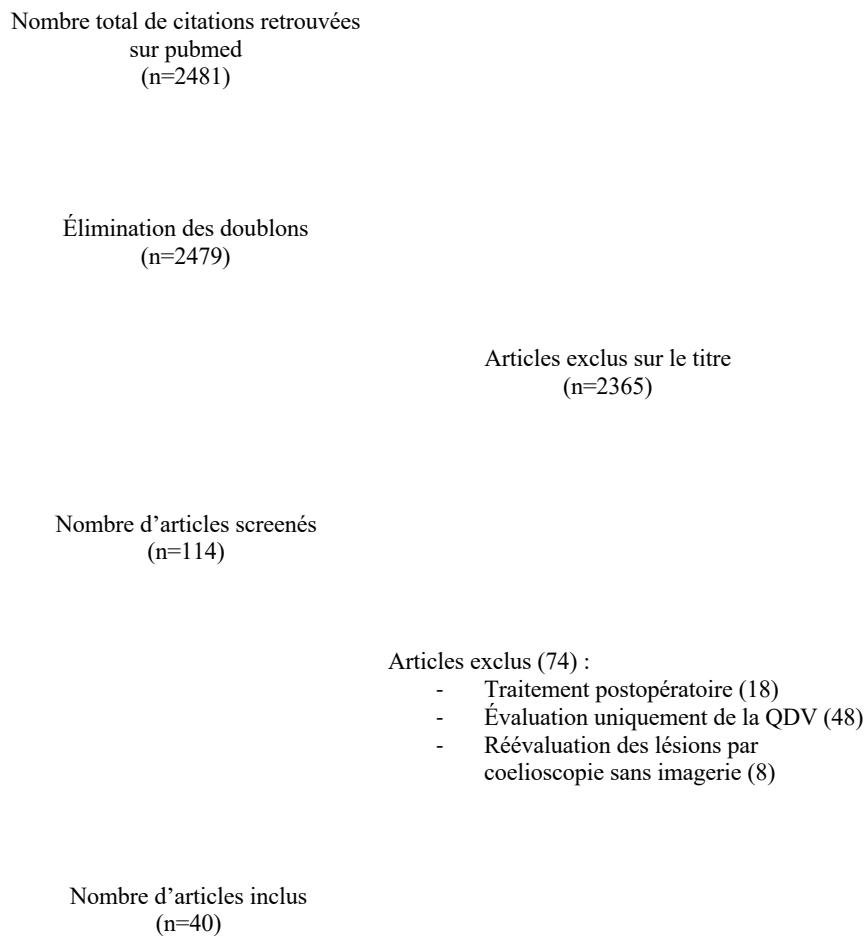 Nombre total de citations retrouvées
sur pubmed
(n=2481)
Élimination des doublons
(n=2479)
Articles exclus sur le titre
(n=2365)
Nombre d’articles screenés
(n=114)
Articles exclus (74) :
- Traitement postopératoire (18)
- Évaluation uniquement de la QDV (48)
- Réévaluation des lésions par
coelioscopie sans imagerie (8)
Nombre d’articles inclus
(n=40)